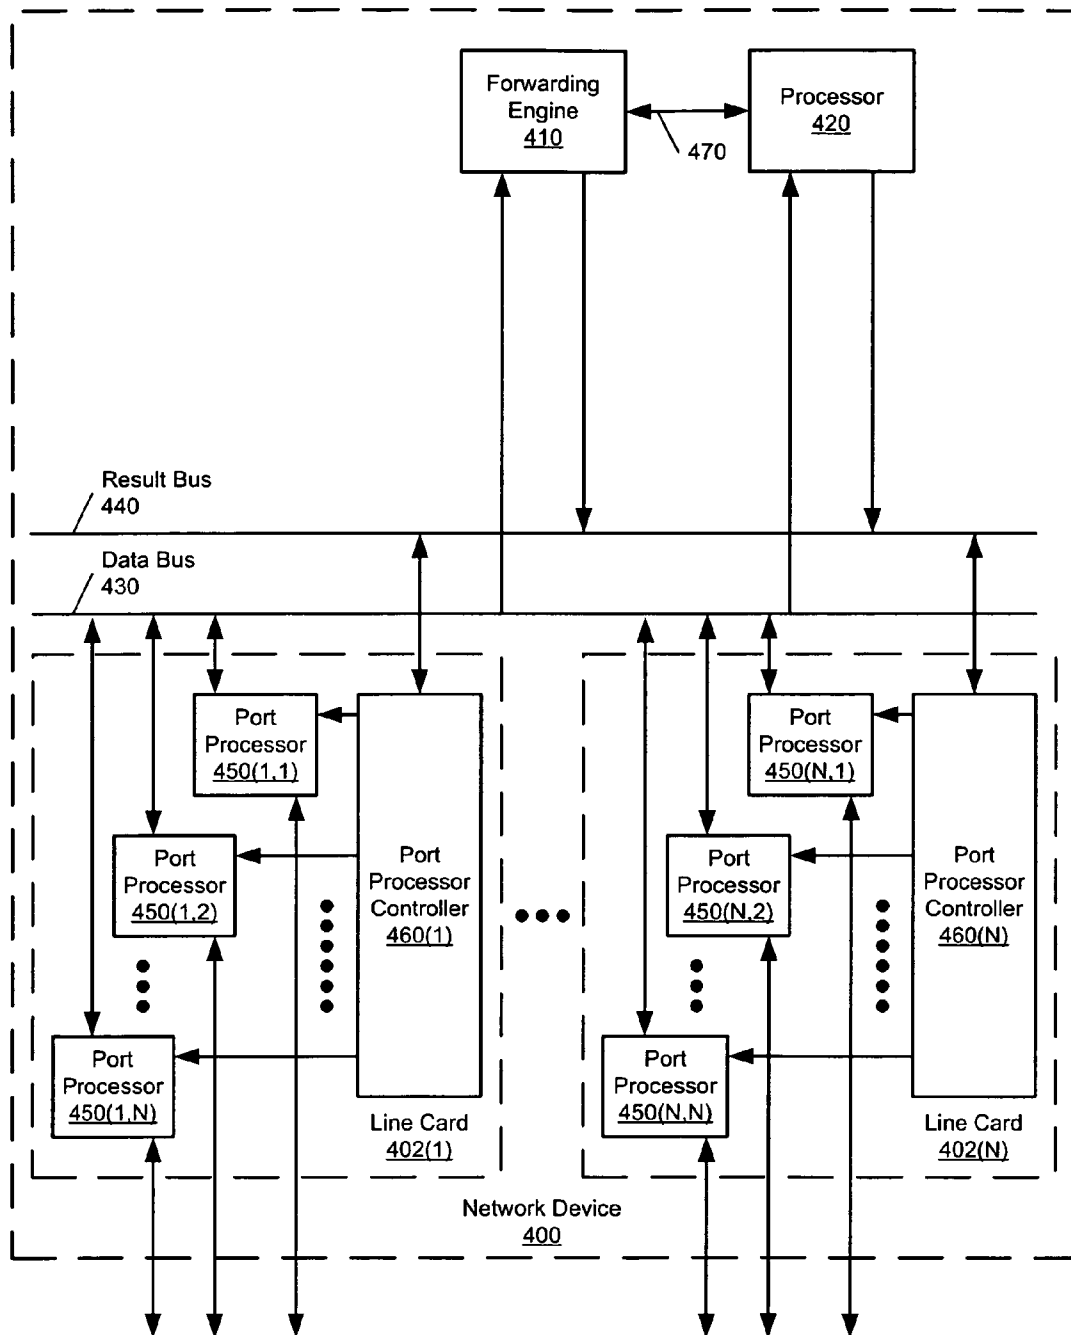 Forwarding
Engine
410
Processor
420
470
Result Bus
440
Data Bus
430
Port
Processor
450(1,1)
Port
Processor
450(1,2)
Port
Processor
450(1,N)
Port
Processor
Controller
460(1)
Line Card
402(1)
Port
Processor
450(N,1)
Port
Processor
450(N,2)
Port
Processor
450(N,N)
Port
Processor
Controller
460(N)
Line Card
402(N)
Network Device
400